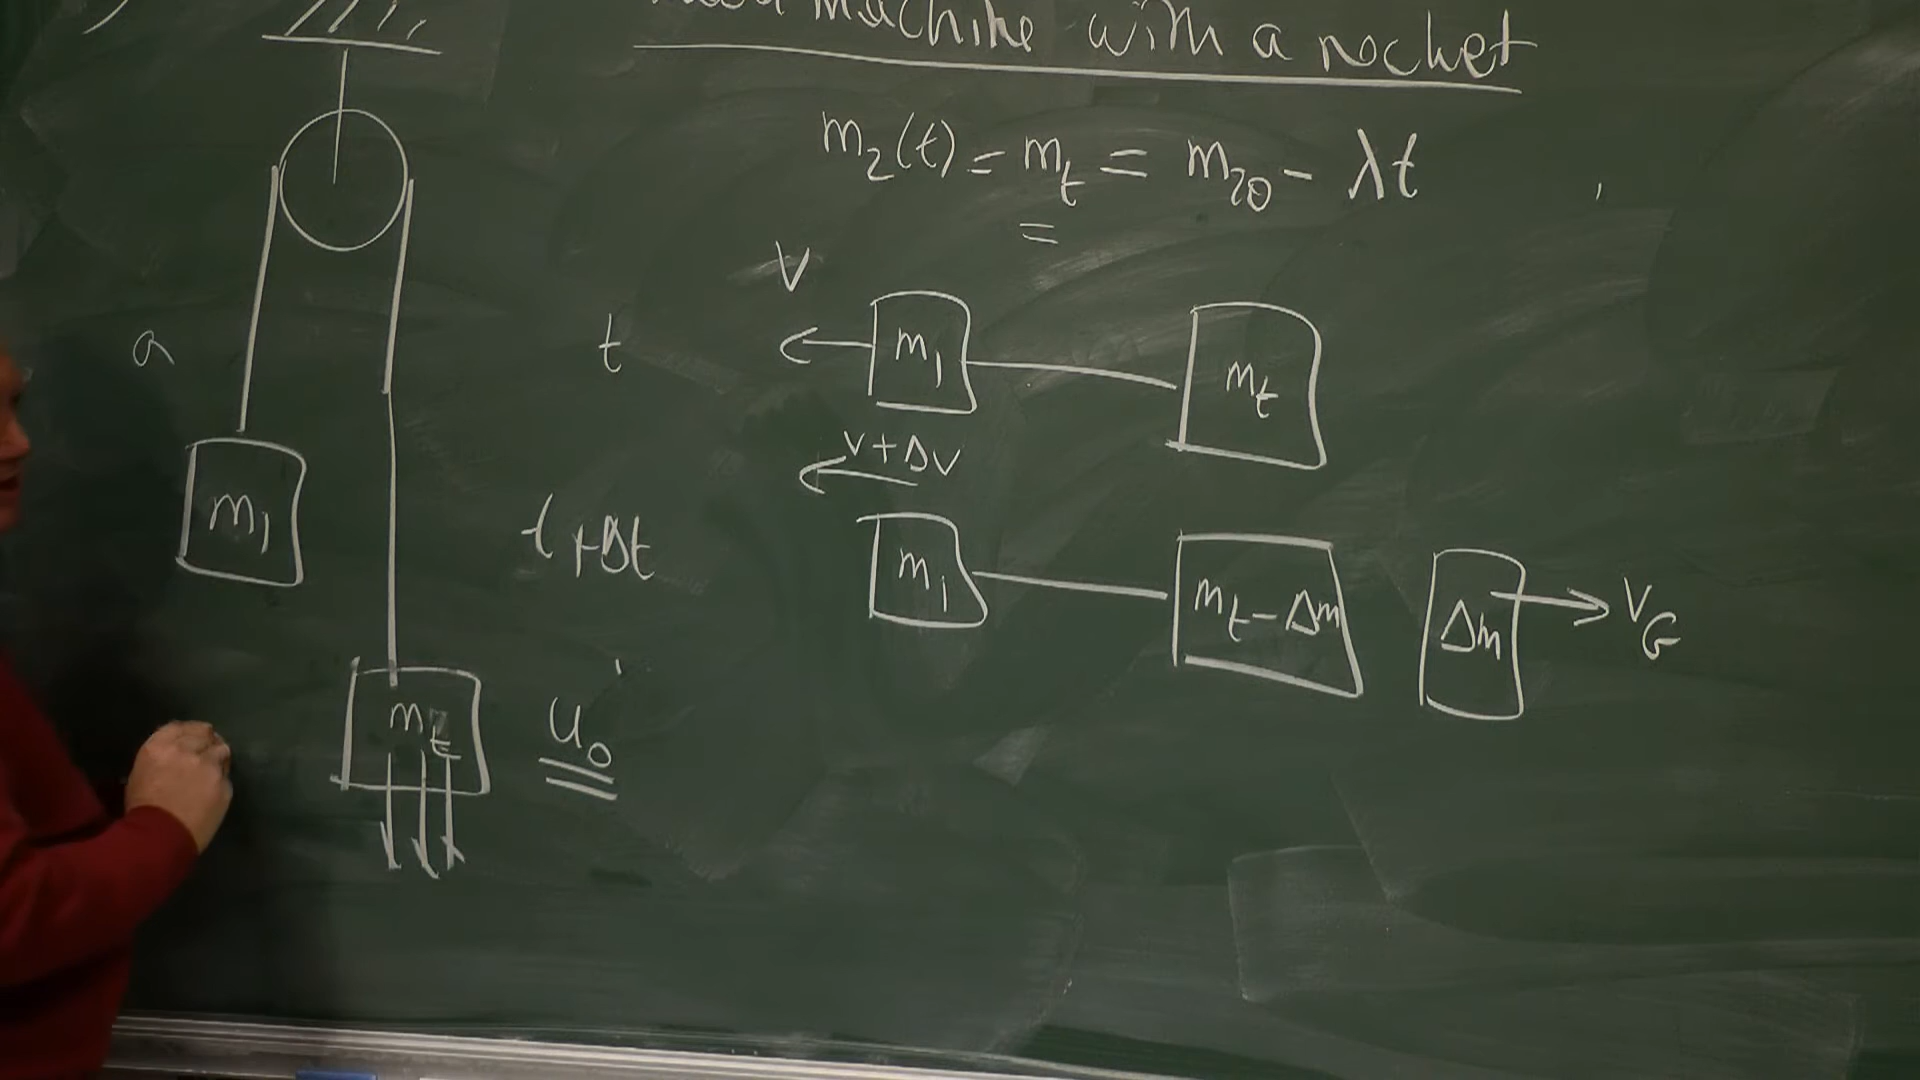 machine with a rocket
m₂(t) = m_t = m₂₀ - λt
=
V
a
t
m₁
m_t
v+Δv
m₁
t+Δt
m₁
m_t-Δm
Δm
V_G
m_t
u₀